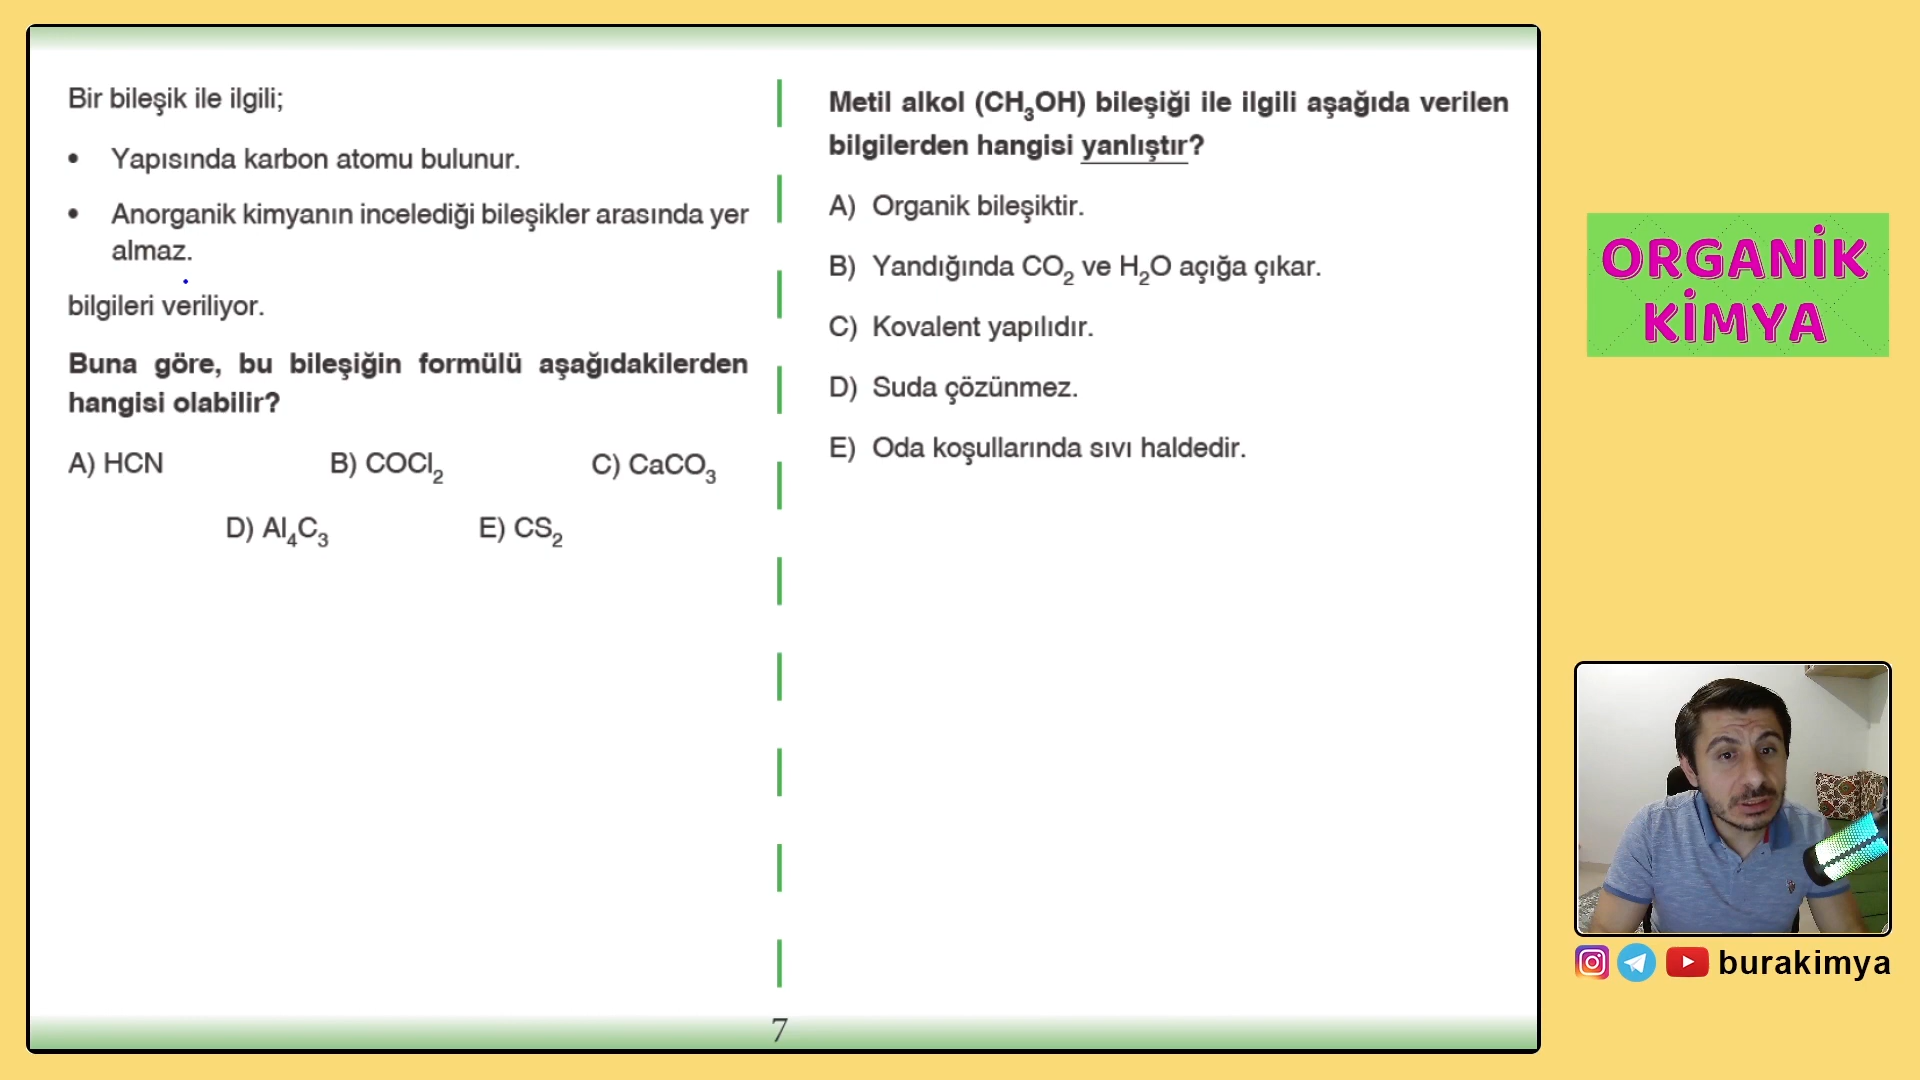 Bir bileşik ile ilgili;
• Yapısında karbon atomu bulunur.
• Anorganik kimyanın incelediği bileşikler arasında yer
almaz.
bilgileri veriliyor.
Buna göre, bu bileşiğin formülü aşağıdakilerden
hangisi olabilir?
A) HCN B) COCl₂ C) CaCO₃
D) Al₄C₃ E) CS₂
Metil alkol (CH₃OH) bileşiği ile ilgili aşağıda verilen
bilgilerden hangisi yanlıştır?
A) Organik bileşiktir.
B) Yandığında CO₂ ve H₂O açığa çıkar.
C) Kovalent yapılıdır.
D) Suda çözünmez.
E) Oda koşullarında sıvı haldedir.
7
ORGANİK
KİMYA
burakimya